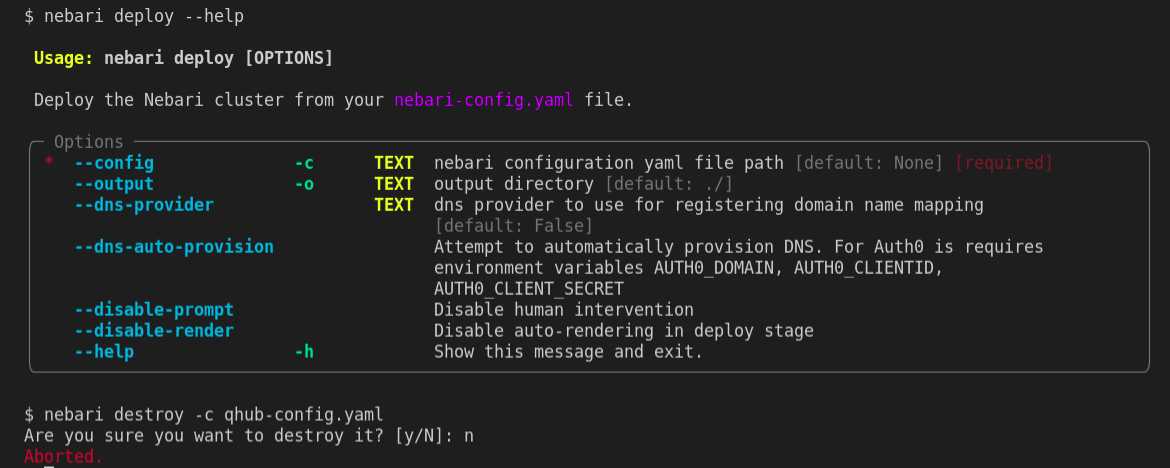 $ nebari deploy --help
Usage: nebari deploy [OPTIONS]
Deploy the Nebari cluster from your nebari-config.yaml file.
Options
* --config -c TEXT nebari configuration yaml file path [default: None] [required]
--output -o TEXT output directory [default: ./]
--dns-provider TEXT dns provider to use for registering domain name mapping
[default: False]
--dns-auto-provision Attempt to automatically provision DNS. For Auth0 is requires
environment variables AUTH0_DOMAIN, AUTH0_CLIENTID,
AUTH0_CLIENT_SECRET
--disable-prompt Disable human intervention
--disable-render Disable auto-rendering in deploy stage
--help -h Show this message and exit.
$ nebari destroy -c qhub-config.yaml
Are you sure you want to destroy it? [y/N]: n
Aborted.